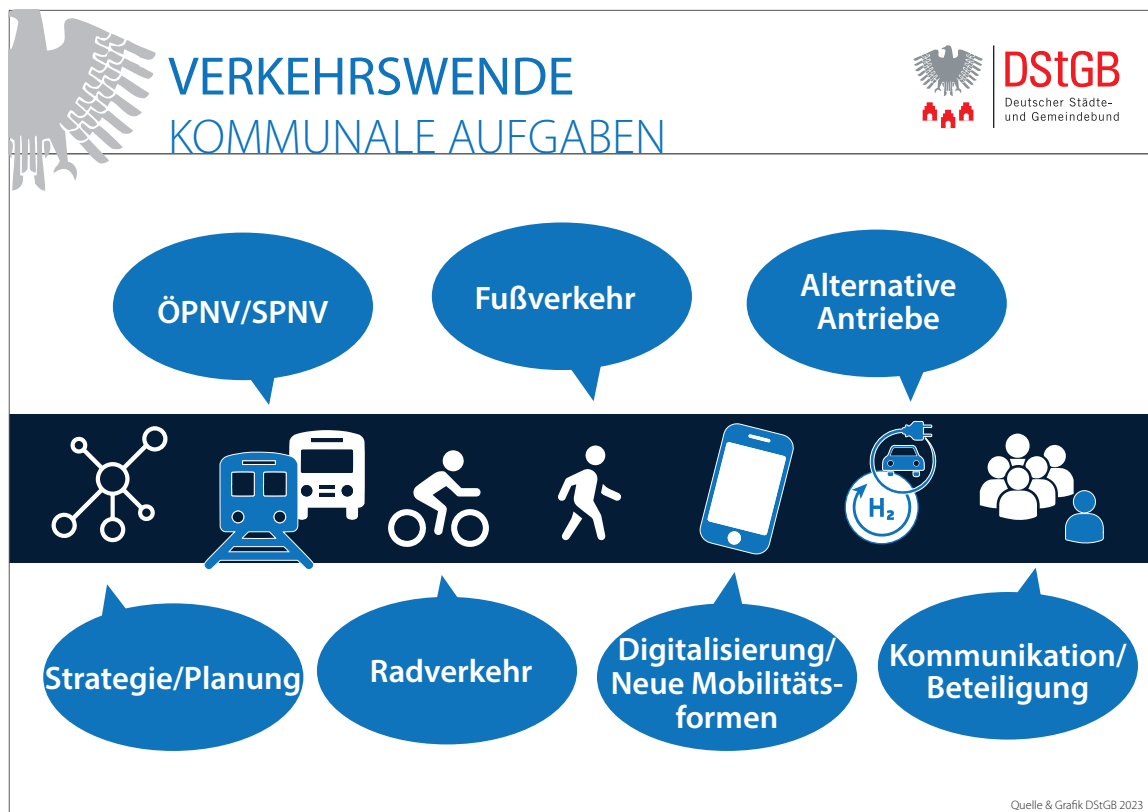 VERKEHRSWENDE
KOMMUNALE AUFGABEN
DStGB
Deutscher Städte-
und Gemeindebund
ÖPNV/SPNV
Fußverkehr
Alternative
Antriebe
H₂
Strategie/Planung
Radverkehr
Digitalisierung/
Neue Mobilitäts-
formen
Kommunikation/
Beteiligung
Quelle & Grafik DStGB 2023